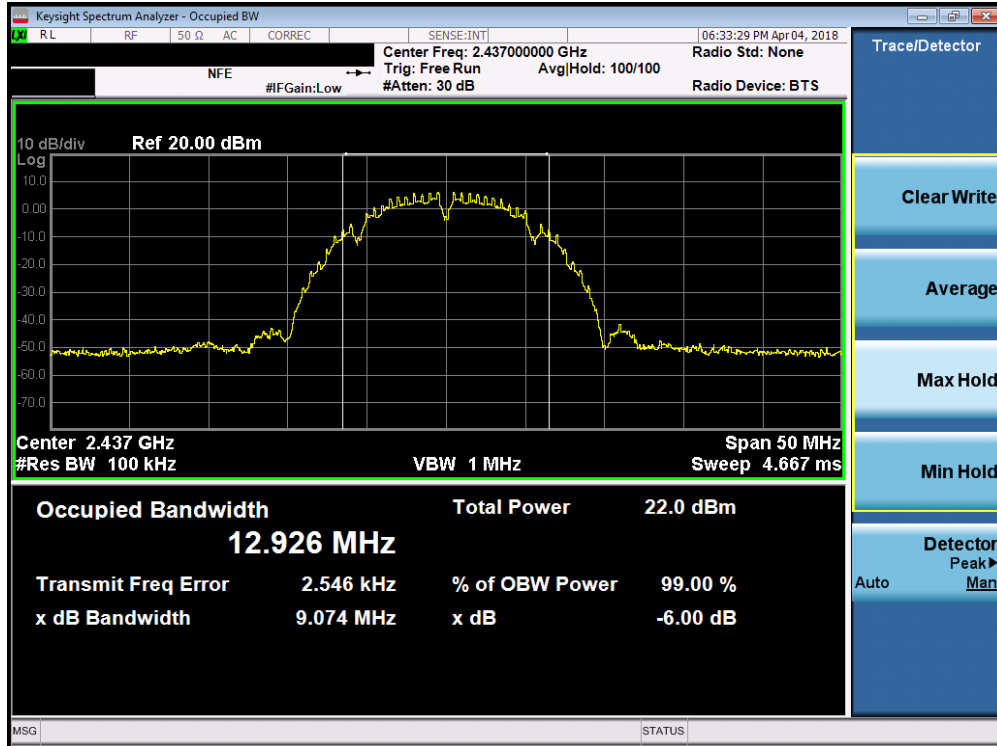 Keysight Spectrum Analyzer - Occupied BW
LXI RL RF 50 Ω AC CORREC SENSE:INT 06:33:29 PM Apr 04, 2018
Center Freq: 2.437000000 GHz Radio Std: None
NFE Trig: Free Run Avg|Hold: 100/100
#IFGain:Low #Atten: 30 dB Radio Device: BTS
10 dB/div Ref 20.00 dBm
Log
10.0
0.00
-10.0
-20.0
-30.0
-40.0
-50.0
-60.0
-70.0
Center 2.437 GHz Span 50 MHz
#Res BW 100 kHz VBW 1 MHz Sweep 4.667 ms
Occupied Bandwidth Total Power 22.0 dBm
12.926 MHz
Transmit Freq Error 2.546 kHz % of OBW Power 99.00 %
x dB Bandwidth 9.074 MHz x dB -6.00 dB
MSG STATUS
Trace/Detector
Clear Write
Average
Max Hold
Min Hold
Detector
Peak▶
Auto Man